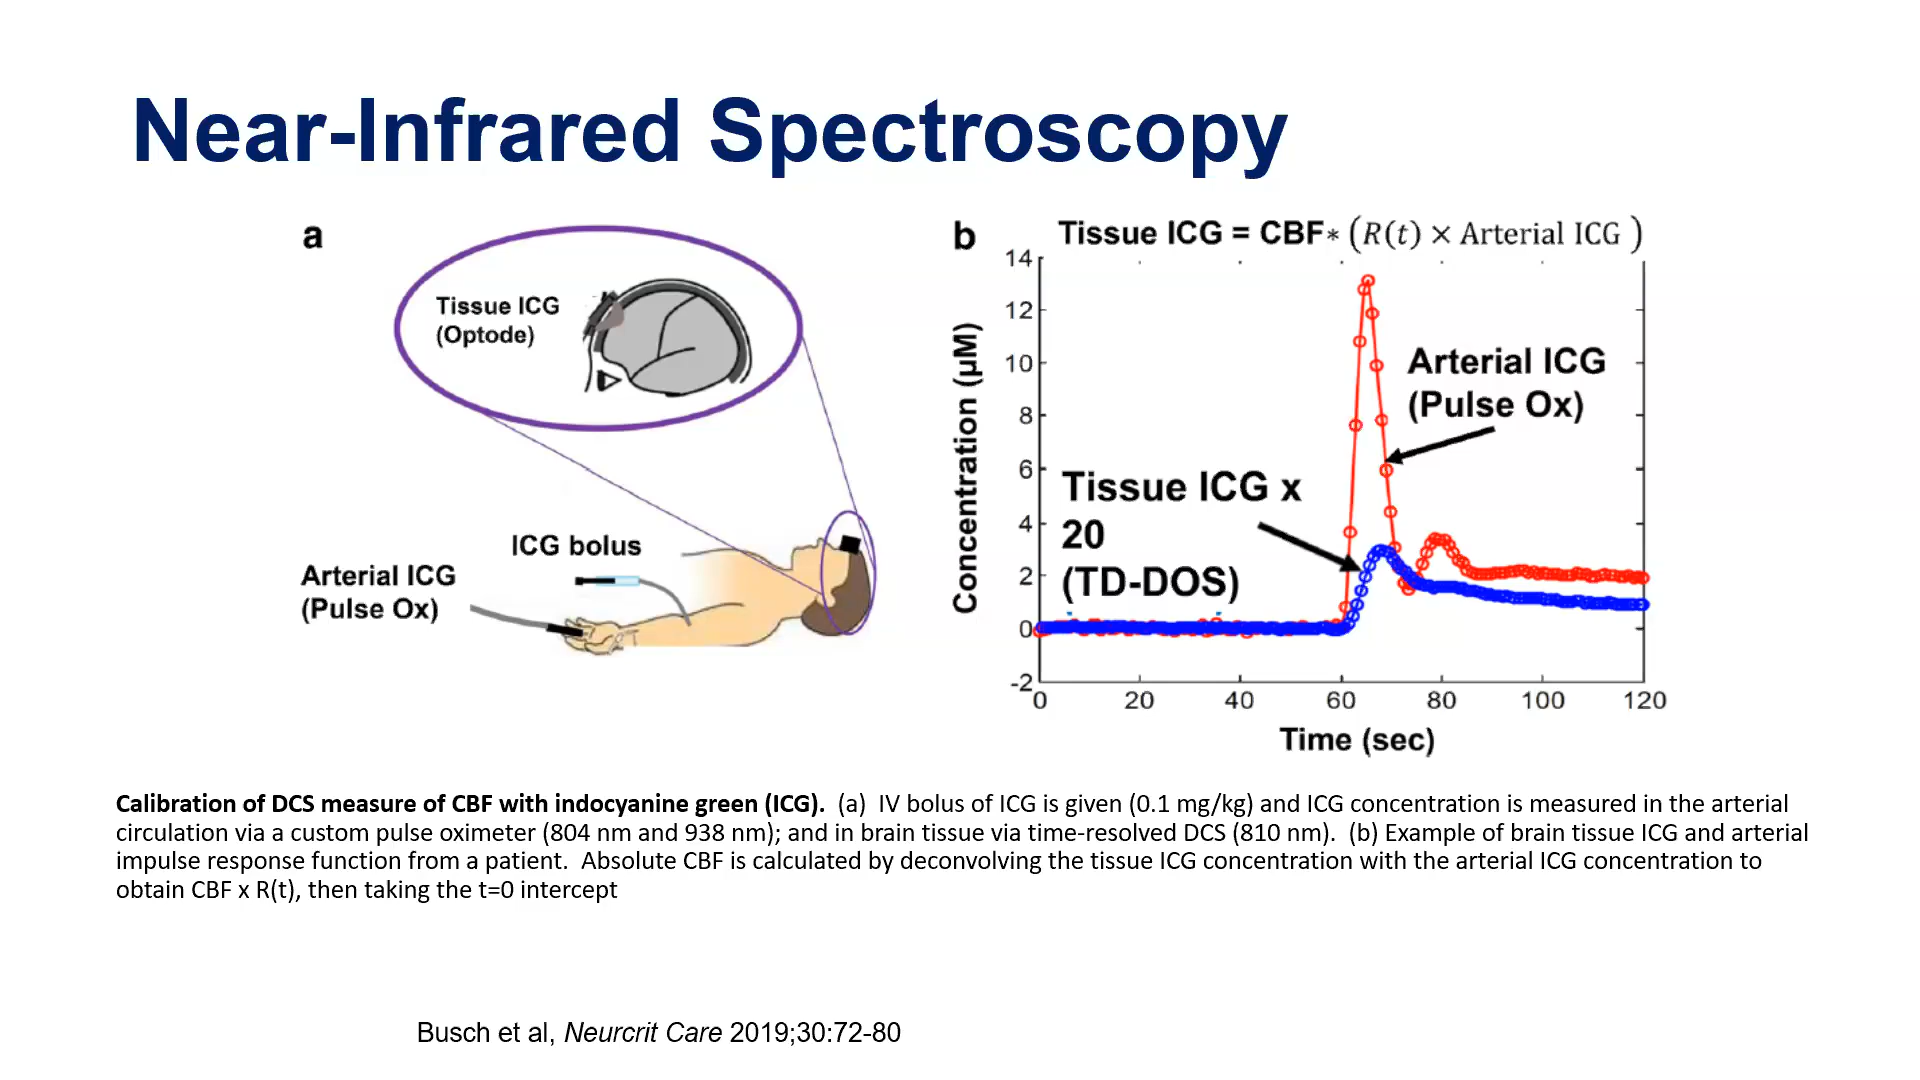 Near-Infrared Spectroscopy
a
Tissue ICG
(Optode)
ICG bolus
Arterial ICG
(Pulse Ox)
b
Tissue ICG = CBF* (R(t) × Arterial ICG )
14
12
10
8
6
4
2
0
-2
Concentration (µM)
Arterial ICG
(Pulse Ox)
Tissue ICG x
20
(TD-DOS)
0 20 40 60 80 100 120
Time (sec)
Calibration of DCS measure of CBF with indocyanine green (ICG). (a) IV bolus of ICG is given (0.1 mg/kg) and ICG concentration is measured in the arterial
circulation via a custom pulse oximeter (804 nm and 938 nm); and in brain tissue via time-resolved DCS (810 nm). (b) Example of brain tissue ICG and arterial
impulse response function from a patient. Absolute CBF is calculated by deconvolving the tissue ICG concentration with the arterial ICG concentration to
obtain CBF x R(t), then taking the t=0 intercept
Busch et al, Neurcrit Care 2019;30:72-80